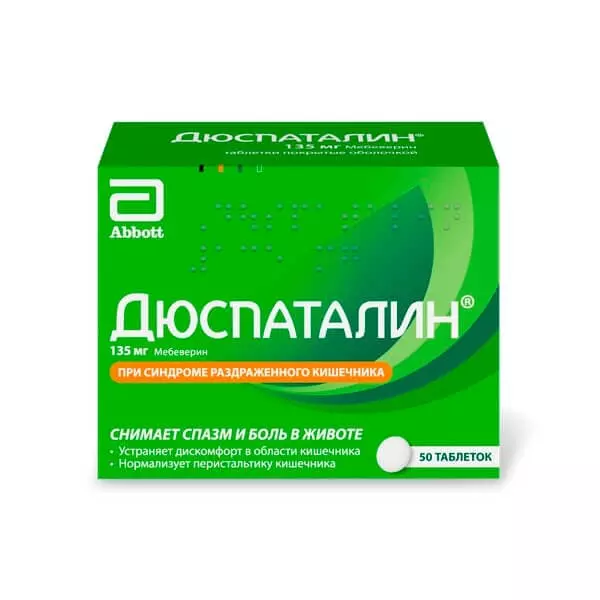 Дюспаталин®
135 мг Мебеверин
таблетки покрытые оболочкой
Abbott
Дюспаталин®
135 мг Мебеверин
ПРИ СИНДРОМЕ РАЗДРАЖЕННОГО КИШЕЧНИКА
СНИМАЕТ СПАЗМ И БОЛЬ В ЖИВОТЕ
• Устраняет дискомфорт в области кишечника
• Нормализует перистальтику кишечника
50 ТАБЛЕТОК